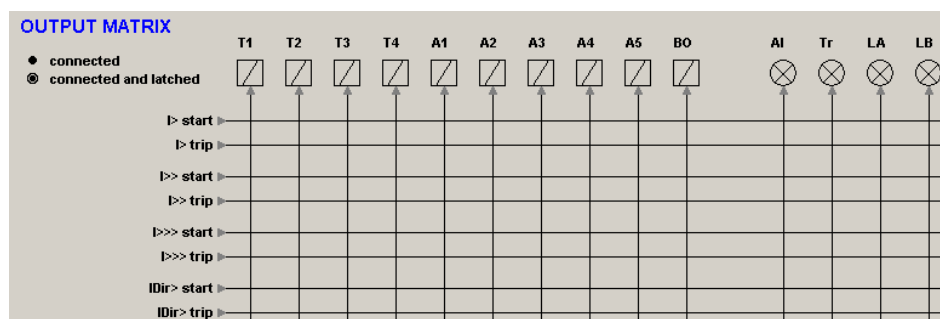 OUTPUT MATRIX
T1 T2 T3 T4 A1 A2 A3 A4 A5 BO Al Tr LA LB
connected
connected and latched
I> start
I> trip
I>> start
I>> trip
I>>> start
I>>> trip
IDir> start
IDir> trip